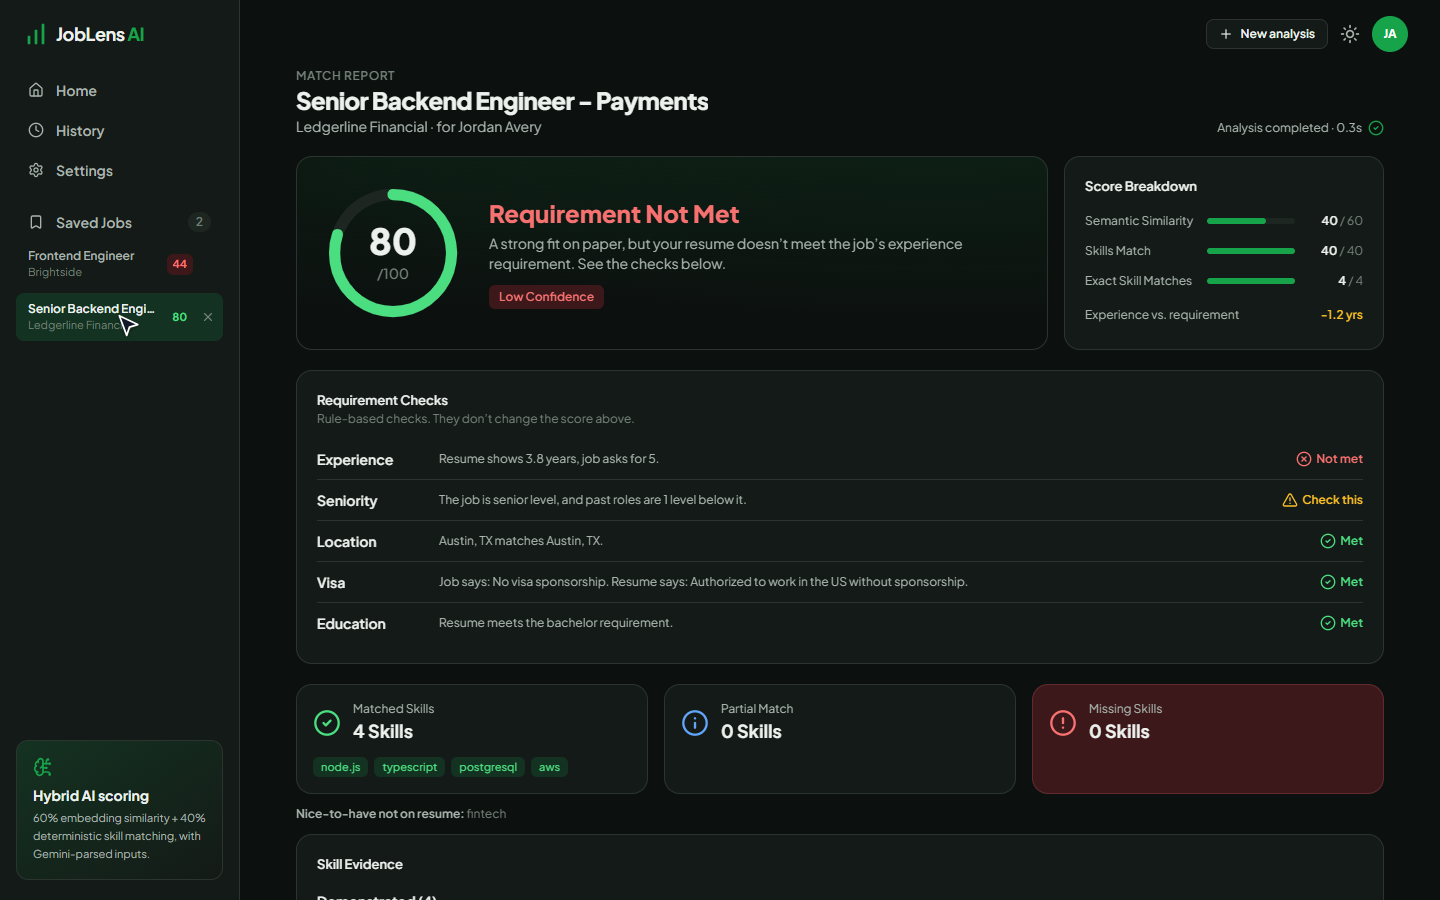 JobLens AI
Home
History
Settings
Saved Jobs 2
Frontend Engineer
Brightside
44
Senior Backend Engi...
Ledgerline Financ
80
Hybrid AI scoring
60% embedding similarity + 40%
deterministic skill matching, with
Gemini-parsed inputs.
New analysis
JA
MATCH REPORT
Senior Backend Engineer – Payments
Ledgerline Financial · for Jordan Avery
Analysis completed · 0.3s
80
/100
Requirement Not Met
A strong fit on paper, but your resume doesn't meet the job's experience
requirement. See the checks below.
Low Confidence
Score Breakdown
Semantic Similarity 40 / 60
Skills Match 40 / 40
Exact Skill Matches 4 / 4
Experience vs. requirement -1.2 yrs
Requirement Checks
Rule-based checks. They don't change the score above.
Experience Resume shows 3.8 years, job asks for 5. Not met
Seniority The job is senior level, and past roles are 1 level below it. Check this
Location Austin, TX matches Austin, TX. Met
Visa Job says: No visa sponsorship. Resume says: Authorized to work in the US without sponsorship. Met
Education Resume meets the bachelor requirement. Met
Matched Skills
4 Skills
node.js typescript postgresql aws
Partial Match
0 Skills
Missing Skills
0 Skills
Nice-to-have not on resume: fintech
Skill Evidence
Demonstrated (4)